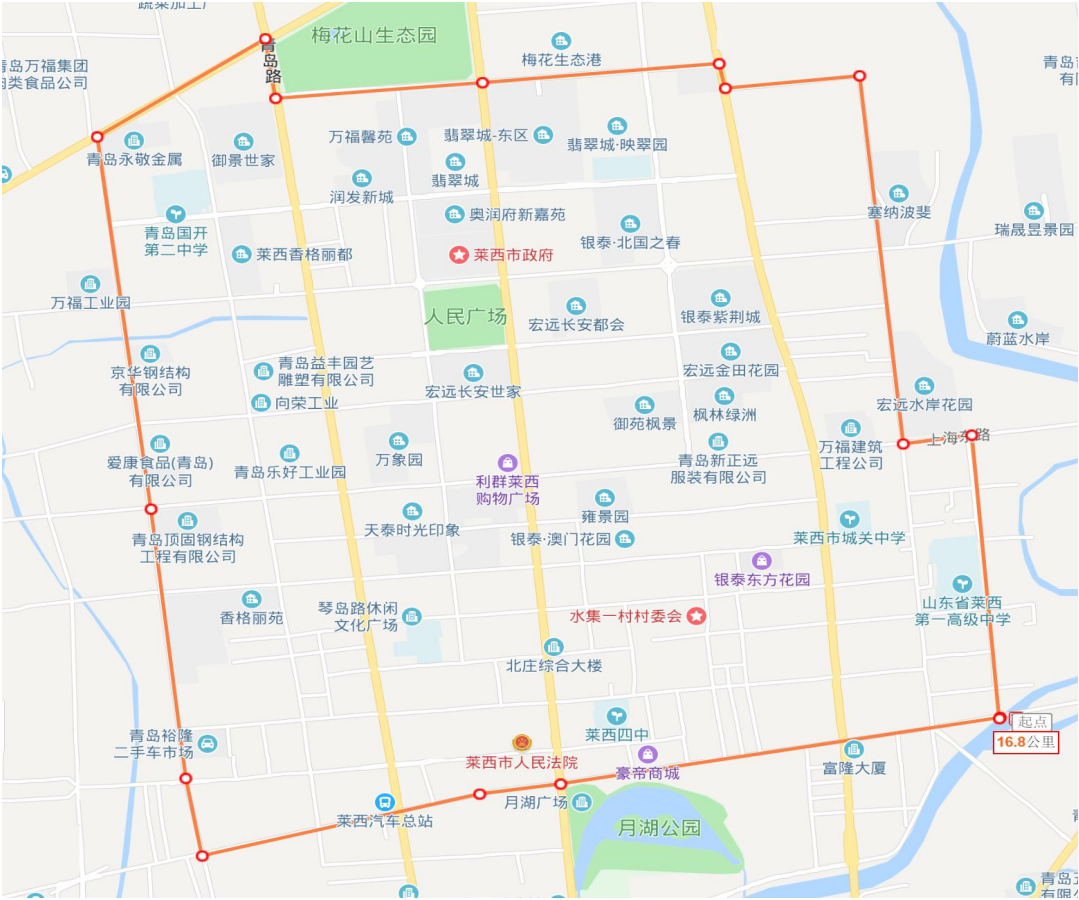 蔬菜加工厂
梅花山生态园
梅花生态港
青岛路
青岛万福集团
肉类食品公司
万福馨苑
翡翠城-东区
翡翠城·映翠园
青岛永敬金属
御景世家
翡翠城
润发新城
塞纳波斐
奥润府新嘉苑
瑞晟昱景园
青岛国开
第二中学
银泰·北国之春
莱西香格丽都
莱西市政府
万福工业园
人民广场
宏远长安都会
银泰紫荆城
蔚蓝水岸
京华钢结构
有限公司
青岛益丰园艺
雕塑有限公司
宏远金田花园
宏远长安世家
向荣工业
宏远水岸花园
御苑枫景
枫林绿洲
上海东路
万福建筑
工程公司
爱康食品(青岛)
有限公司
青岛乐好工业园
万象园
青岛新正远
服装有限公司
利群莱西
购物广场
雍景园
天泰时光印象
青岛顶固钢结构
工程有限公司
银泰·澳门花园
莱西市城关中学
银泰东方花园
香格丽苑
琴岛路休闲
文化广场
水集一村村委会
山东省莱西
第一高级中学
北庄综合大楼
起点
16.8公里
青岛裕隆
二手车市场
莱西四中
莱西市人民法院
豪帝商城
富隆大厦
月湖广场
莱西汽车总站
月湖公园